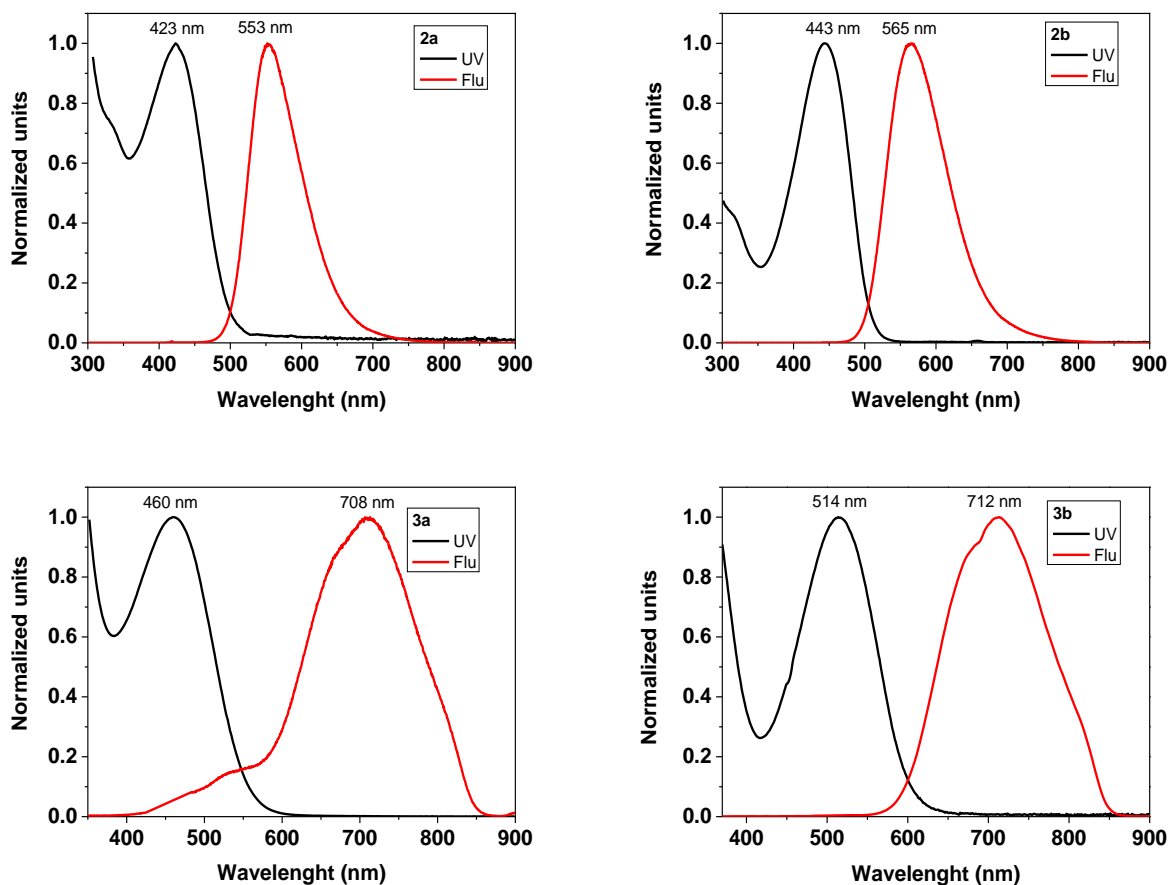 423 nm 553 nm
2a
UV
Flu
Normalized units
1.0
0.8
0.6
0.4
0.2
0.0
300 400 500 600 700 800 900
Wavelenght (nm)
443 nm 565 nm
2b
UV
Flu
Normalized units
1.0
0.8
0.6
0.4
0.2
0.0
300 400 500 600 700 800 900
Wavelenght (nm)
460 nm 708 nm
3a
UV
Flu
Normalized units
1.0
0.8
0.6
0.4
0.2
0.0
400 500 600 700 800 900
Wavelenght (nm)
514 nm 712 nm
3b
UV
Flu
Normalized units
1.0
0.8
0.6
0.4
0.2
0.0
400 500 600 700 800 900
Wavelenght (nm)